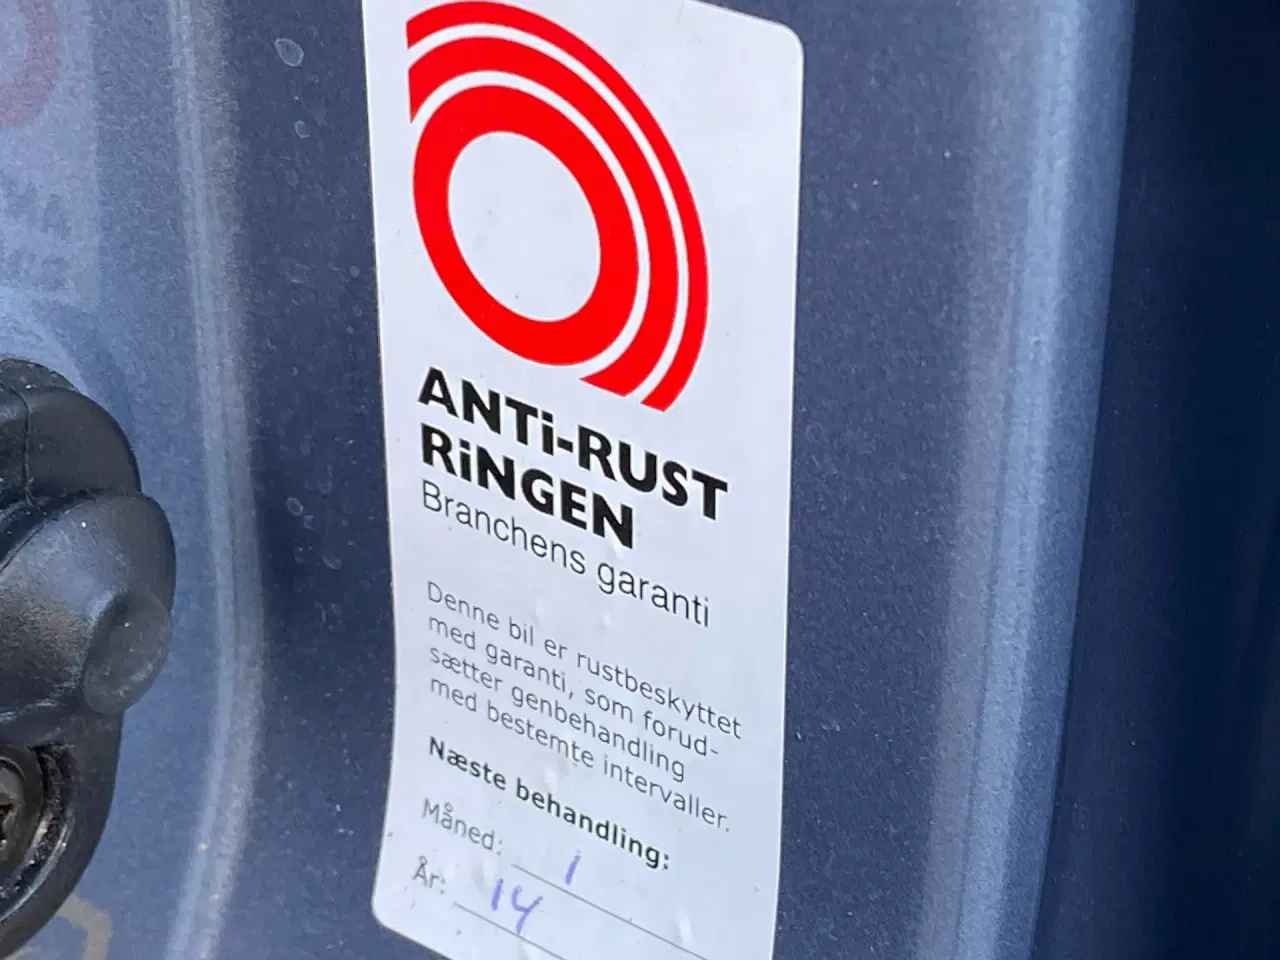 ANTi-RUST
RiNGEN
Branchens garanti
Denne bil er rustbeskyttet
med garanti, som forud-
sætter genbehandling
med bestemte intervaller.
Næste behandling:
Måned: 1
År: 14